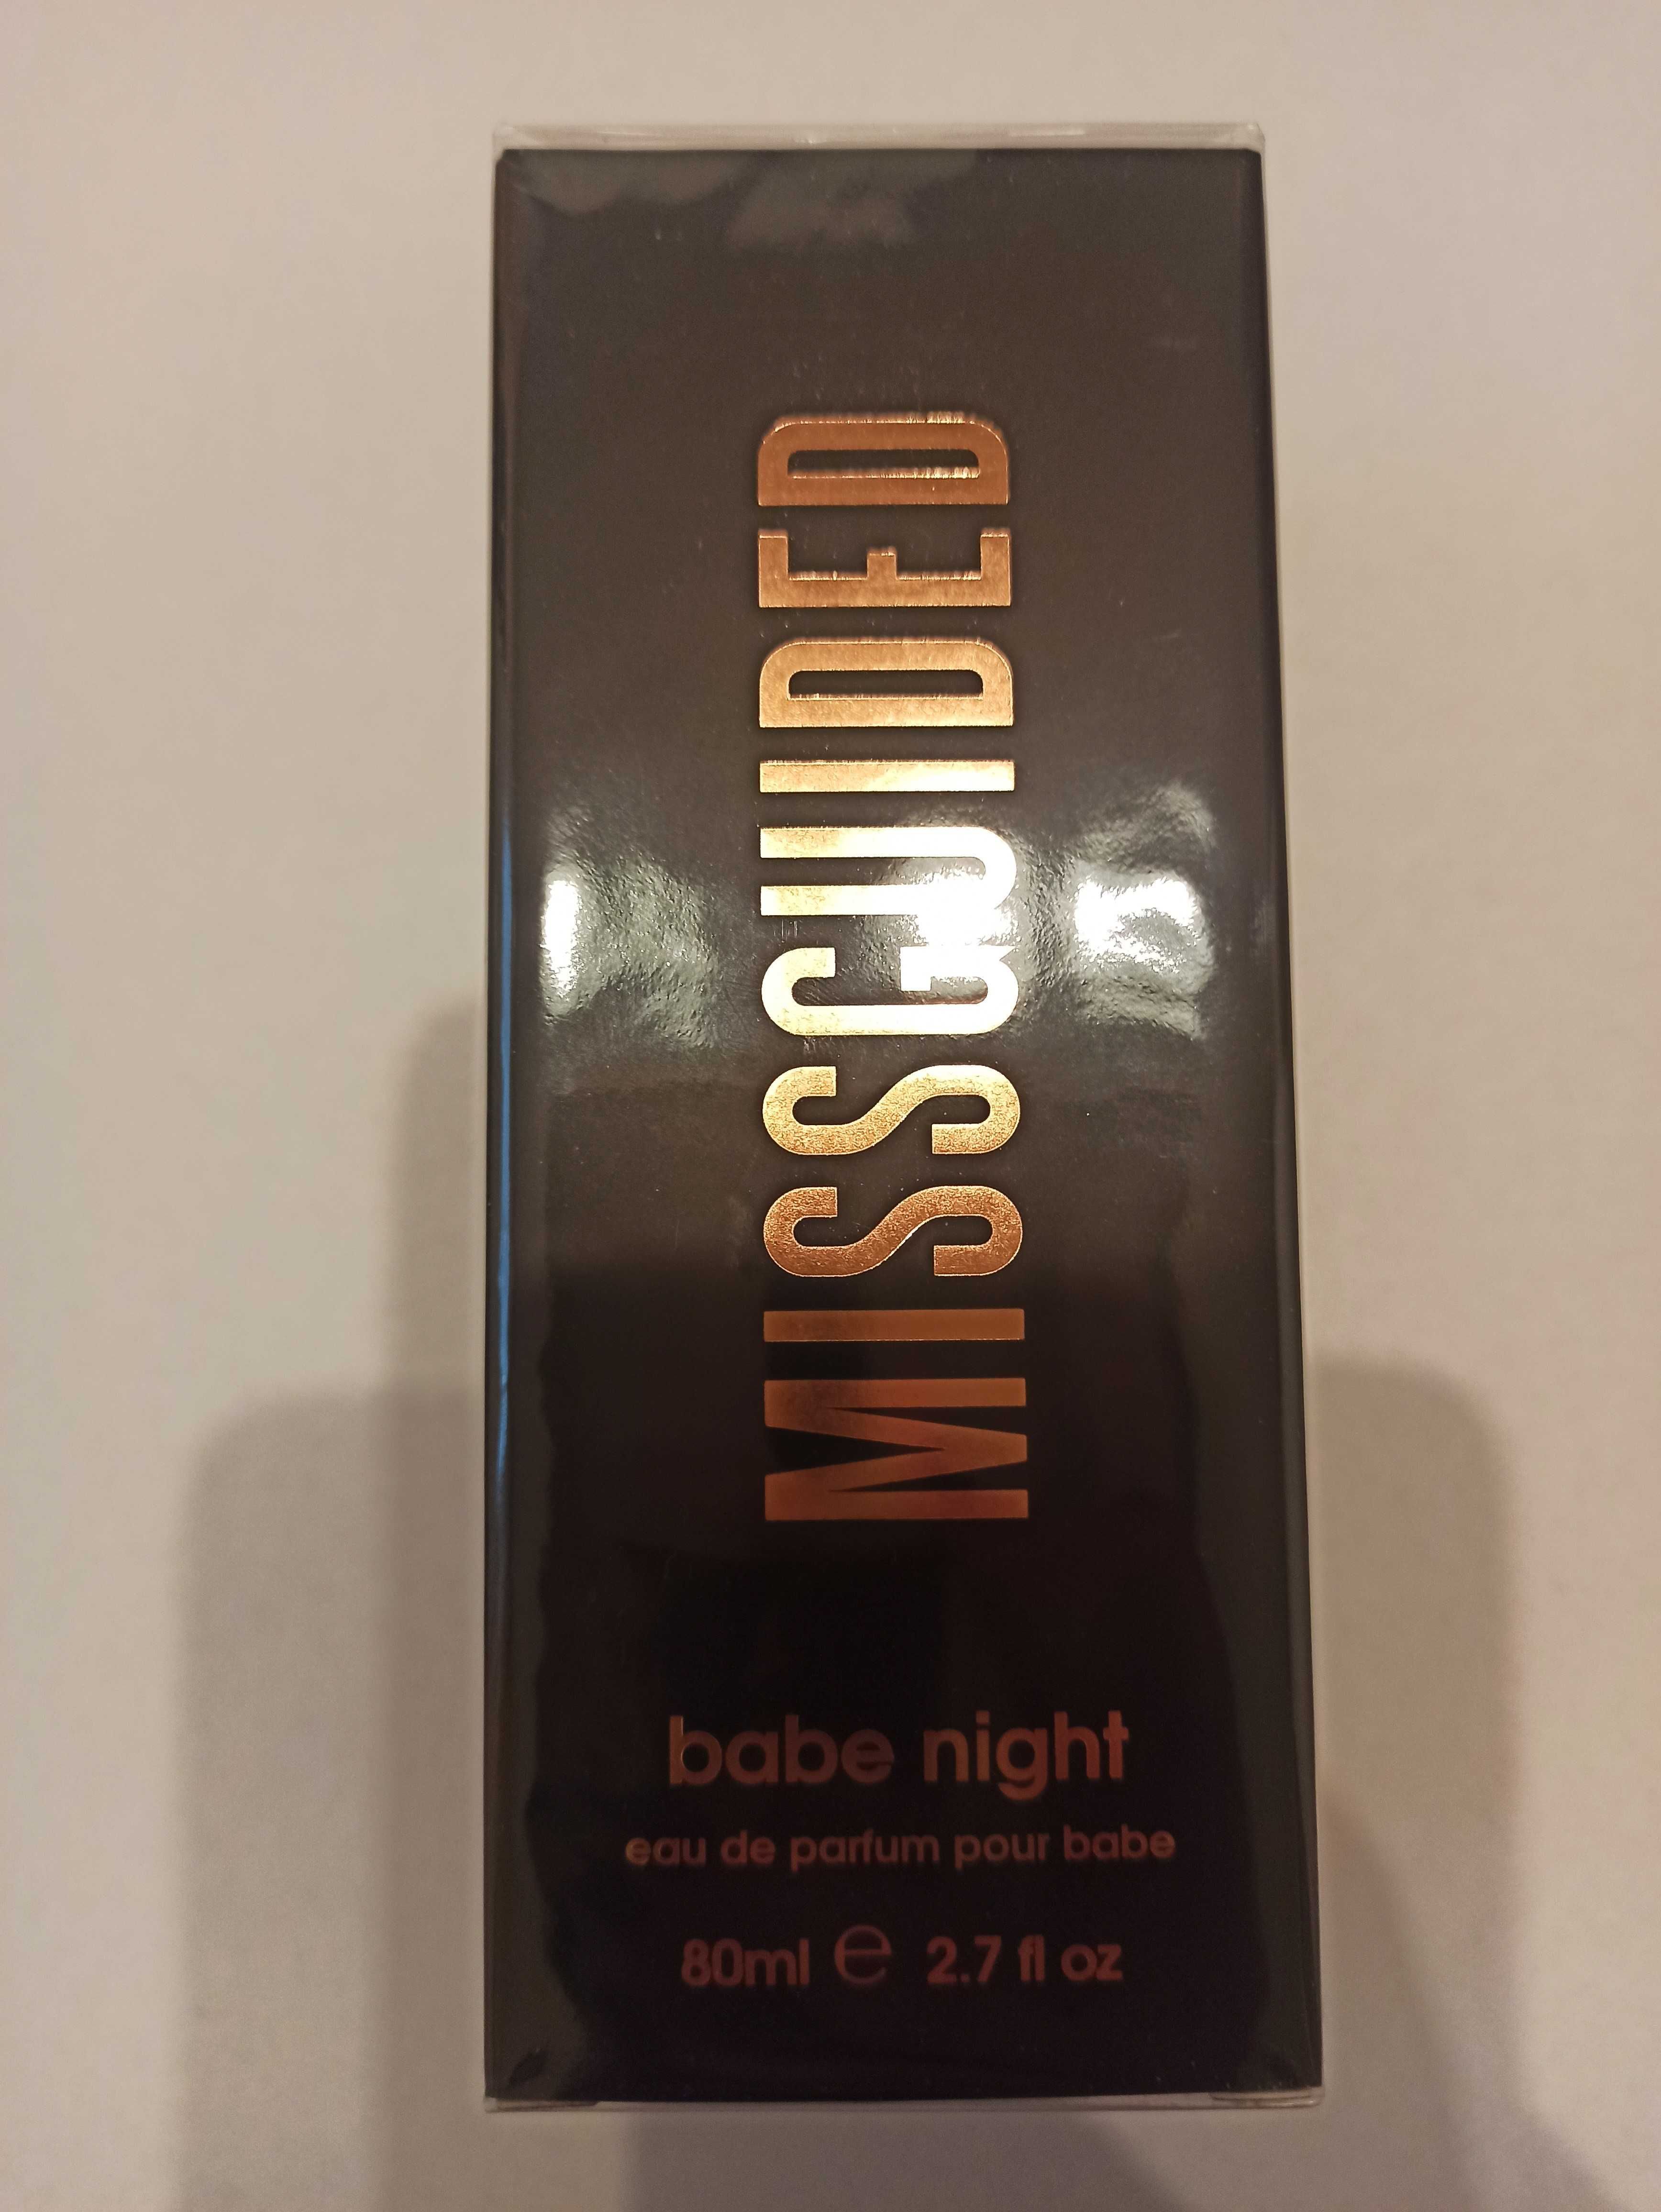 MISSGUIDED
babe night
eau de parfum pour babe
80ml e 2.7 fl oz